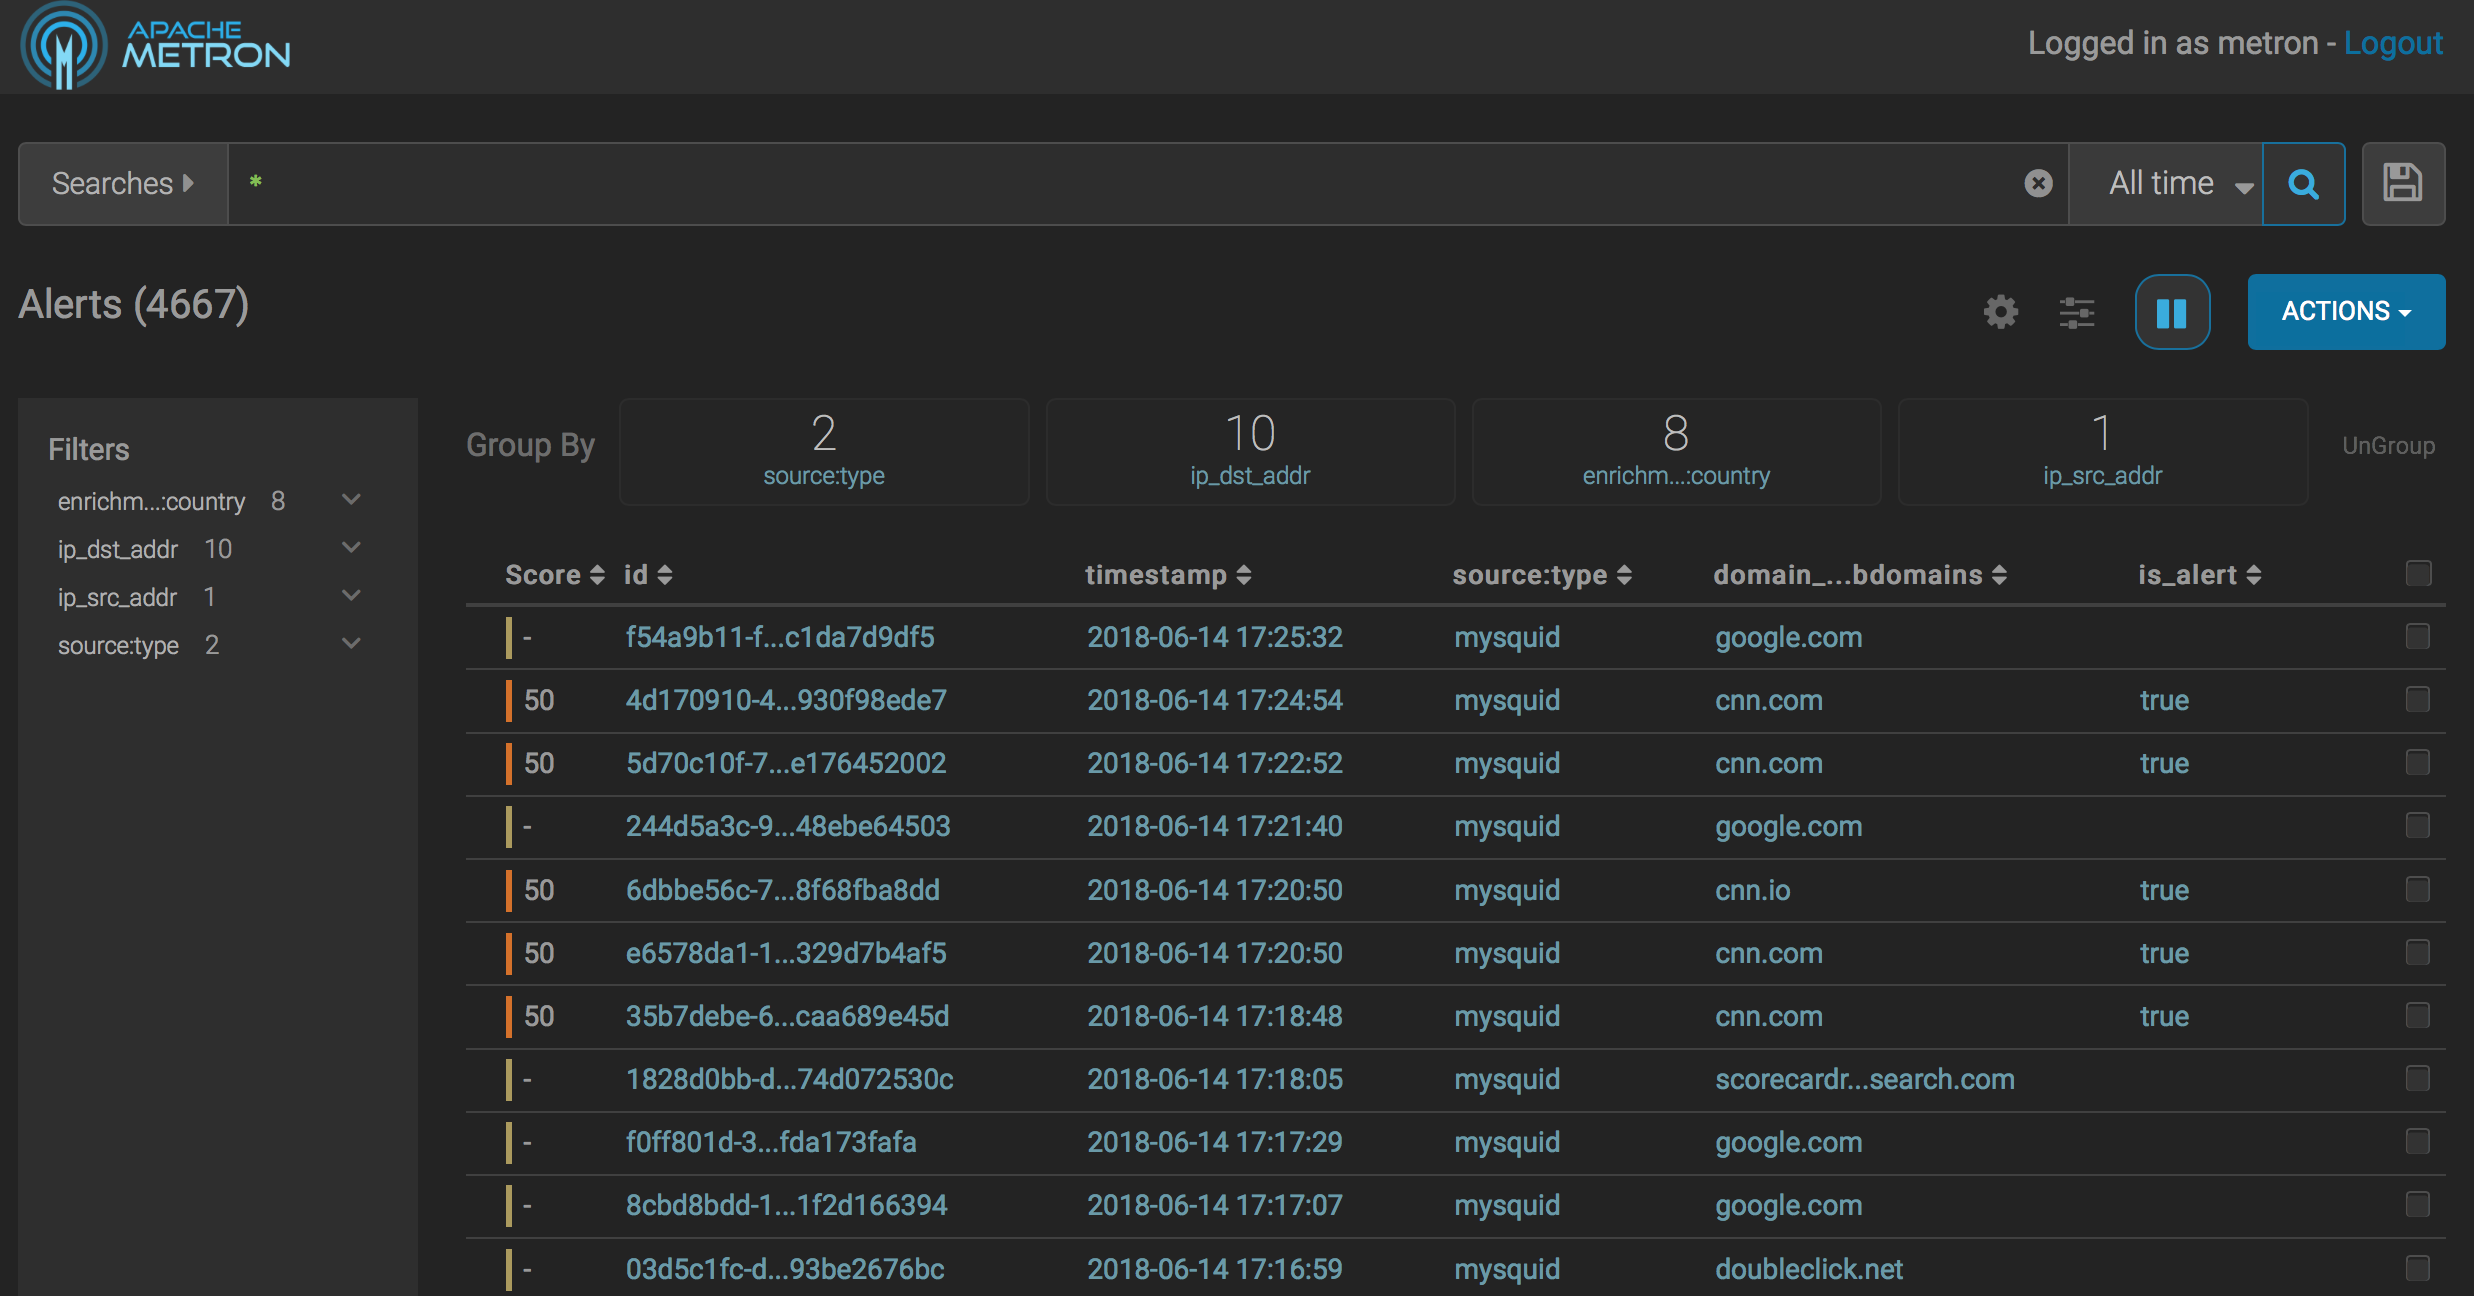 APACHE
METRON
Logged in as metron - Logout
Searches * All time
Alerts (4667)
ACTIONS
Filters
enrichm...:country 8
ip_dst_addr 10
ip_src_addr 1
source:type 2
Group By
2
source:type
10
ip_dst_addr
8
enrichm...:country
1
ip_src_addr
UnGroup
Score id timestamp source:type domain_...bdomains is_alert
- f54a9b11-f...c1da7d9df5 2018-06-14 17:25:32 mysquid google.com
50 4d170910-4...930f98ede7 2018-06-14 17:24:54 mysquid cnn.com true
50 5d70c10f-7...e176452002 2018-06-14 17:22:52 mysquid cnn.com true
- 244d5a3c-9...48ebe64503 2018-06-14 17:21:40 mysquid google.com
50 6dbbe56c-7...8f68fba8dd 2018-06-14 17:20:50 mysquid cnn.io true
50 e6578da1-1...329d7b4af5 2018-06-14 17:20:50 mysquid cnn.com true
50 35b7debe-6...caa689e45d 2018-06-14 17:18:48 mysquid cnn.com true
- 1828d0bb-d...74d072530c 2018-06-14 17:18:05 mysquid scorecardr...search.com
- f0ff801d-3...fda173fafa 2018-06-14 17:17:29 mysquid google.com
- 8cbd8bdd-1...1f2d166394 2018-06-14 17:17:07 mysquid google.com
- 03d5c1fc-d...93be2676bc 2018-06-14 17:16:59 mysquid doubleclick.net